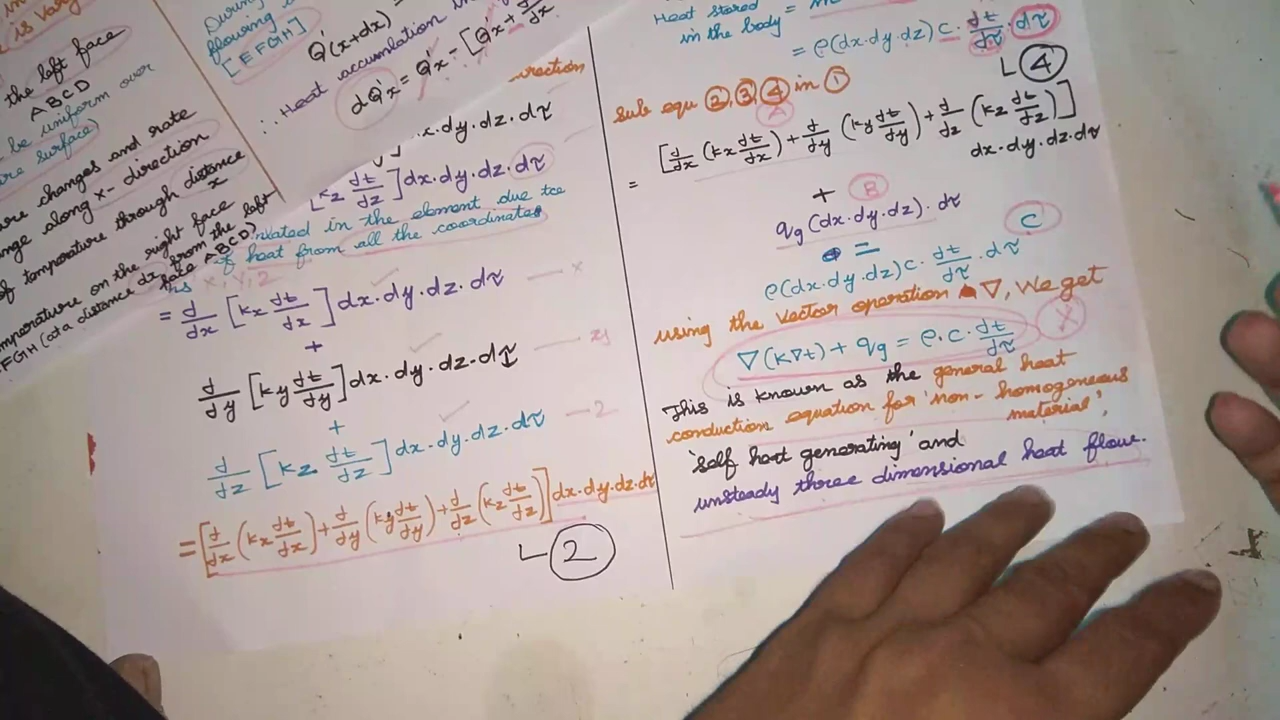 is vary
the left face
ABCD
be uniform over
surface)
changes and rate
along x- direction
of temperature through distance
x
temperature on the right face
EFGH (at a distance dx from the left
face ABCD)
During
flowing
[EFGH]
Q'(x+dx) =
∴ Heat accumulation in
dQ'x = Q'x - [Q'x + d/dx
direction
x.dy.dz.dτ
[kz dt/dz] dx.dy.dz.dτ
in the element due
of heat from all the coordinates
x, y, z
= d/dx [kx dt/dx] dx.dy.dz.dτ — x
+
d/dy [ky dt/dy] dx.dy.dz.dτ
+
d/dz [kz dt/dz] dx.dy.dz.dτ — z
= [d/dx (kx dt/dx) + d/dy (ky dt/dy) + d/dz (kz dt/dz)] dx.dy.dz.dτ
②
Heat stored
in the body =
= ρ(dx.dy.dz) c . dt/dτ . dτ
④
Sub equ ②, ③, ④ in ①
A
= [d/dx (kx dt/dx) + d/dy (ky dt/dy) + d/dz (kz dt/dz)]
dx.dy.dz.dτ
+ B
qg (dx.dy.dz). dτ
= C
ρ(dx.dy.dz)c. dt/dτ . dτ
using the vector operation ∇, We get
∇(k∇t) + qg = ρ.c. dt/dτ X
This is known as the general heat
conduction equation for 'non-homogeneous
material',
'self heat generating' and
unsteady three dimensional heat flow.